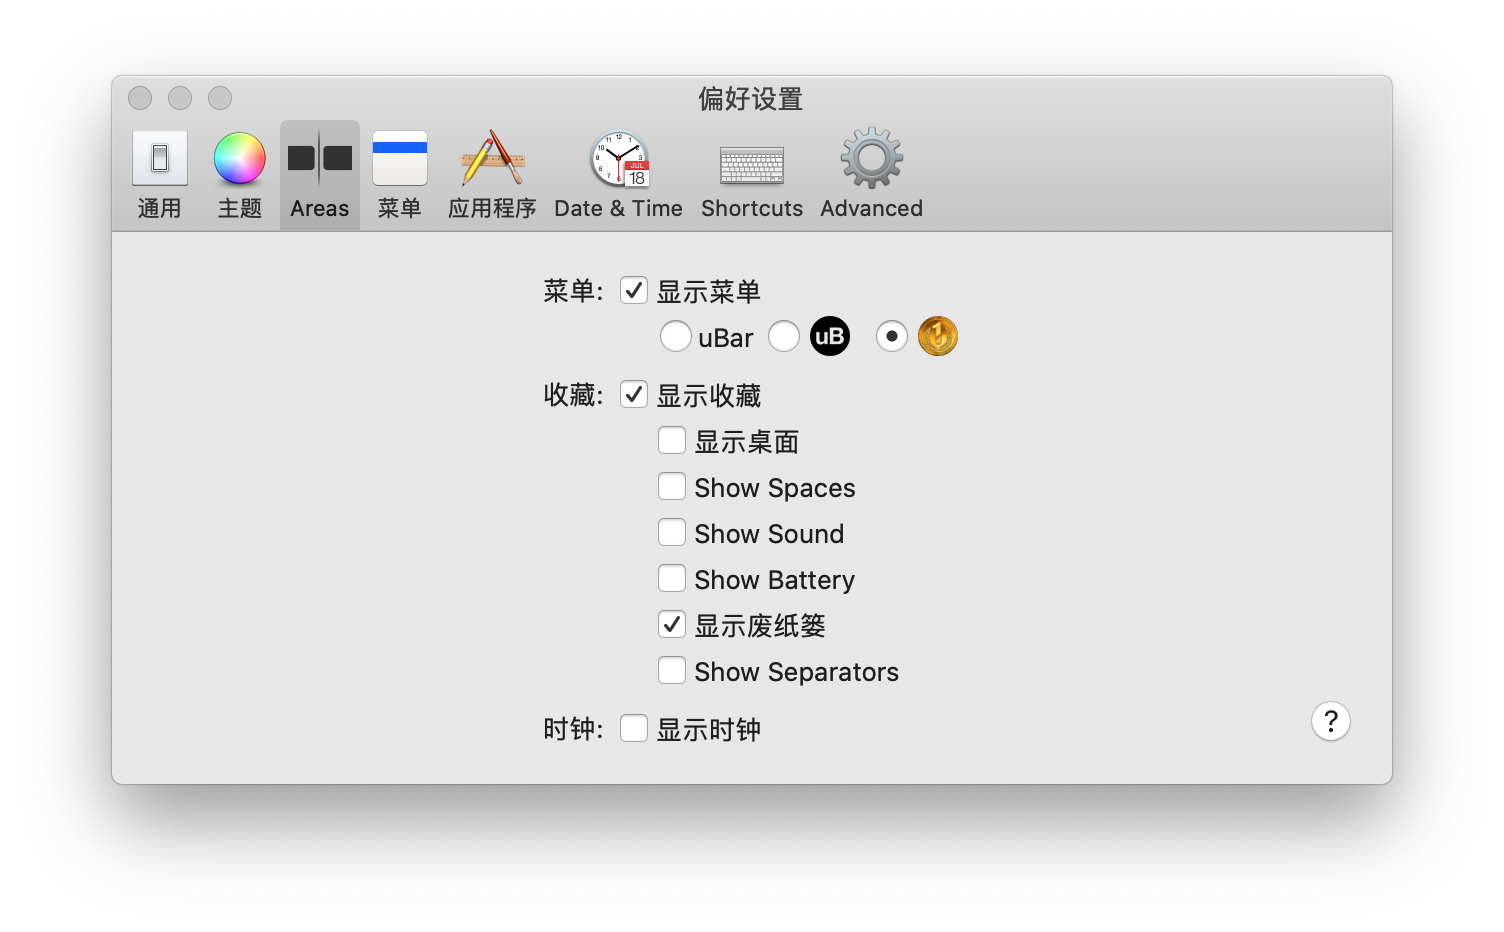 偏好设置
通用 主题 Areas 菜单 应用程序 Date & Time Shortcuts Advanced
菜单: 显示菜单
uBar uB 1
收藏: 显示收藏
显示桌面
Show Spaces
Show Sound
Show Battery
显示废纸篓
Show Separators
时钟: 显示时钟
?